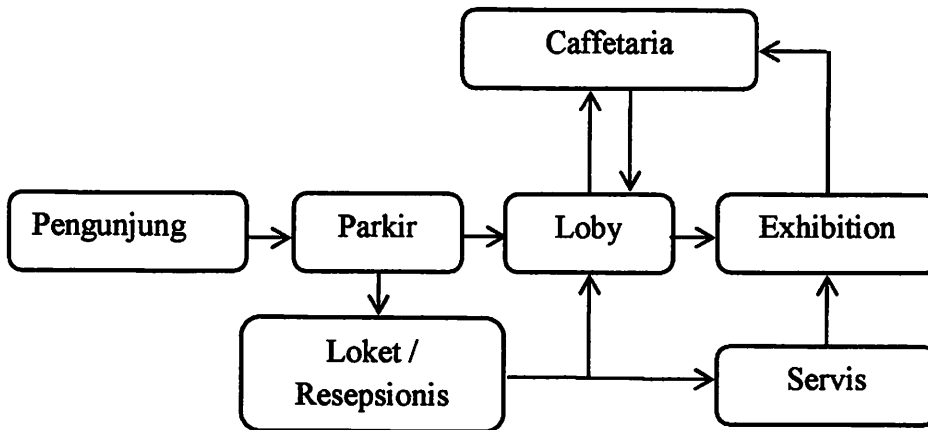 Caffetaria
Pengunjung
Parkir
Loby
Exhibition
Loket /
Resepsionis
Servis